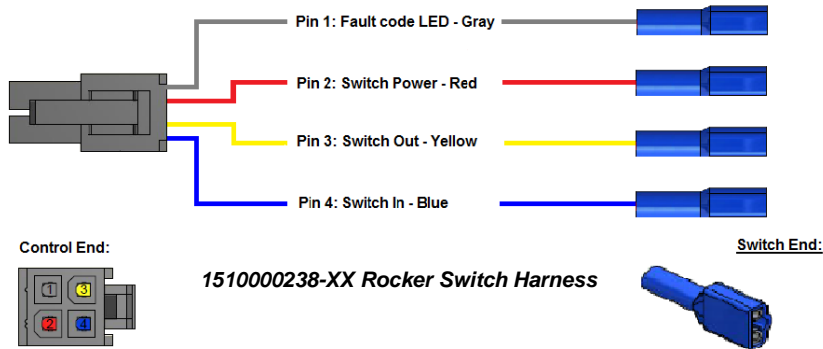 Pin 1: Fault code LED - Gray
Pin 2: Switch Power - Red
Pin 3: Switch Out - Yellow
Pin 4: Switch In - Blue
Control End:
Switch End:
1510000238-XX Rocker Switch Harness
1 3
2 4